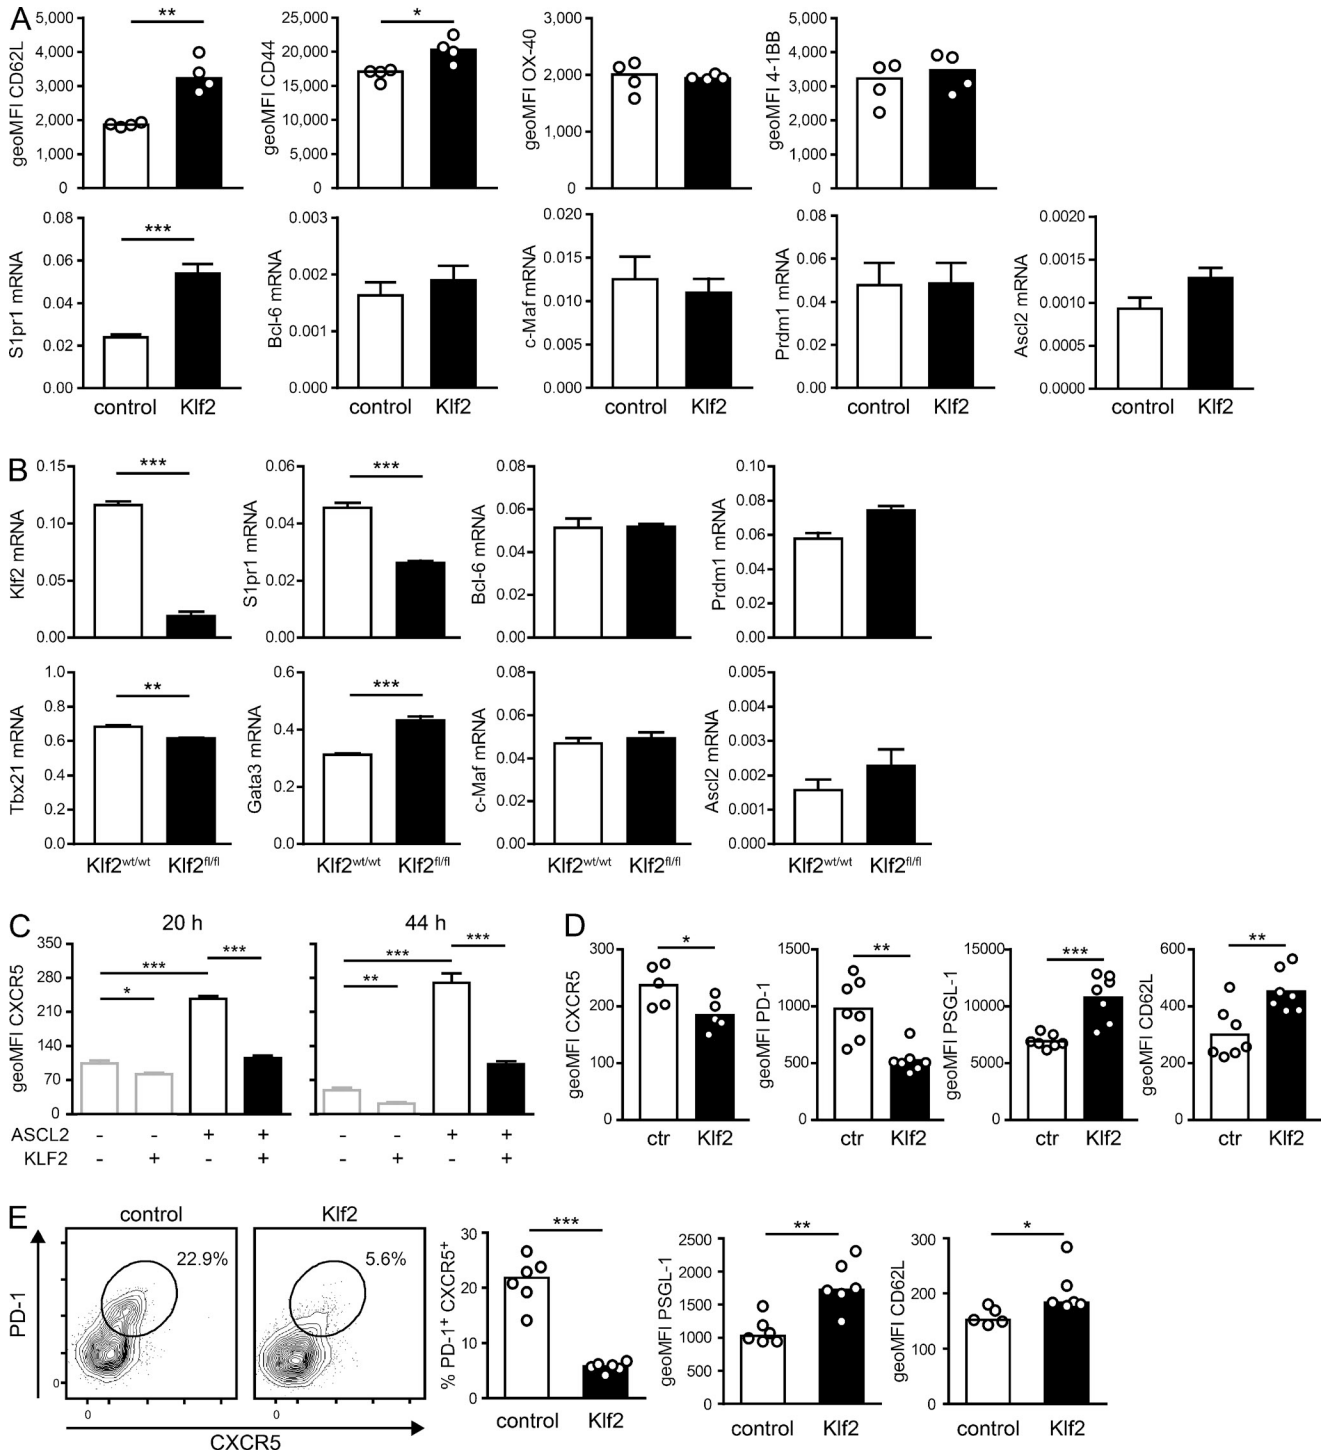 A
geoMFI CD62L
5,000
4,000
3,000
2,000
1,000
0
**
geoMFI CD44
25,000
20,000
15,000
10,000
5,000
0
*
geoMFI OX-40
3,000
2,000
1,000
0
geoMFI 4-1BB
5,000
4,000
3,000
2,000
1,000
0
S1pr1 mRNA
0.08
0.06
0.04
0.02
0.00
***
control Klf2
Bcl-6 mRNA
0.003
0.002
0.001
0.000
control Klf2
c-Maf mRNA
0.020
0.015
0.010
0.005
0.000
control Klf2
Prdm1 mRNA
0.08
0.06
0.04
0.02
0.00
control Klf2
Ascl2 mRNA
0.0020
0.0015
0.0010
0.0005
0.0000
control Klf2
B
Klf2 mRNA
0.15
0.10
0.05
0.00
***
S1pr1 mRNA
0.06
0.04
0.02
0.00
***
Bcl-6 mRNA
0.08
0.06
0.04
0.02
0.00
Prdm1 mRNA
0.10
0.08
0.06
0.04
0.02
0.00
Tbx21 mRNA
1.0
0.8
0.6
0.4
0.2
0.0
**
Klf2wt/wt Klf2fl/fl
Gata3 mRNA
0.6
0.4
0.2
0.0
***
Klf2wt/wt Klf2fl/fl
c-Maf mRNA
0.08
0.06
0.04
0.02
0.00
Klf2wt/wt Klf2fl/fl
Ascl2 mRNA
0.005
0.004
0.003
0.002
0.001
0.000
Klf2wt/wt Klf2fl/fl
C
20 h
44 h
geoMFI CXCR5
350
280
210
140
70
0
*
***
***
**
***
***
ASCL2 - - + + - - + +
KLF2 - + - + - + - +
D
geoMFI CXCR5
300
200
100
0
*
ctr Klf2
geoMFI PD-1
1500
1000
500
0
**
ctr Klf2
geoMFI PSGL-1
15000
10000
5000
0
***
ctr Klf2
geoMFI CD62L
600
400
200
0
**
ctr Klf2
E
control
Klf2
22.9%
5.6%
PD-1
0
0
0
CXCR5
% PD-1+ CXCR5+
30
20
10
0
***
control Klf2
geoMFI PSGL-1
2500
2000
1500
1000
500
0
**
control Klf2
geoMFI CD62L
300
200
100
0
*
control Klf2